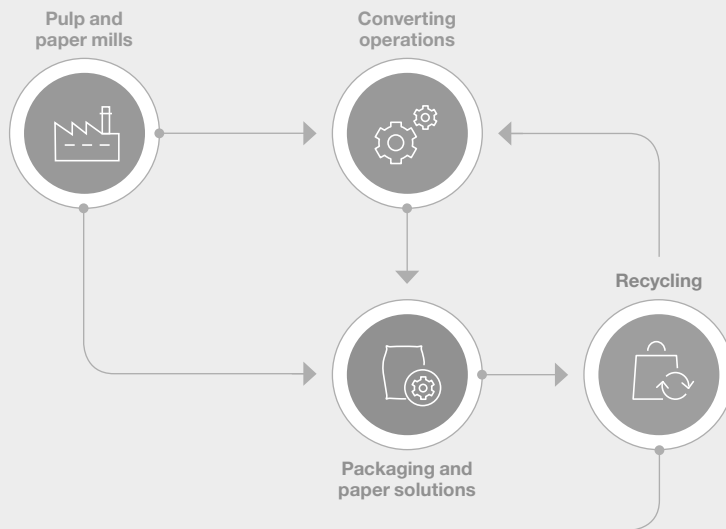 Pulp and
paper mills
Converting
operations
Recycling
Packaging and
paper solutions